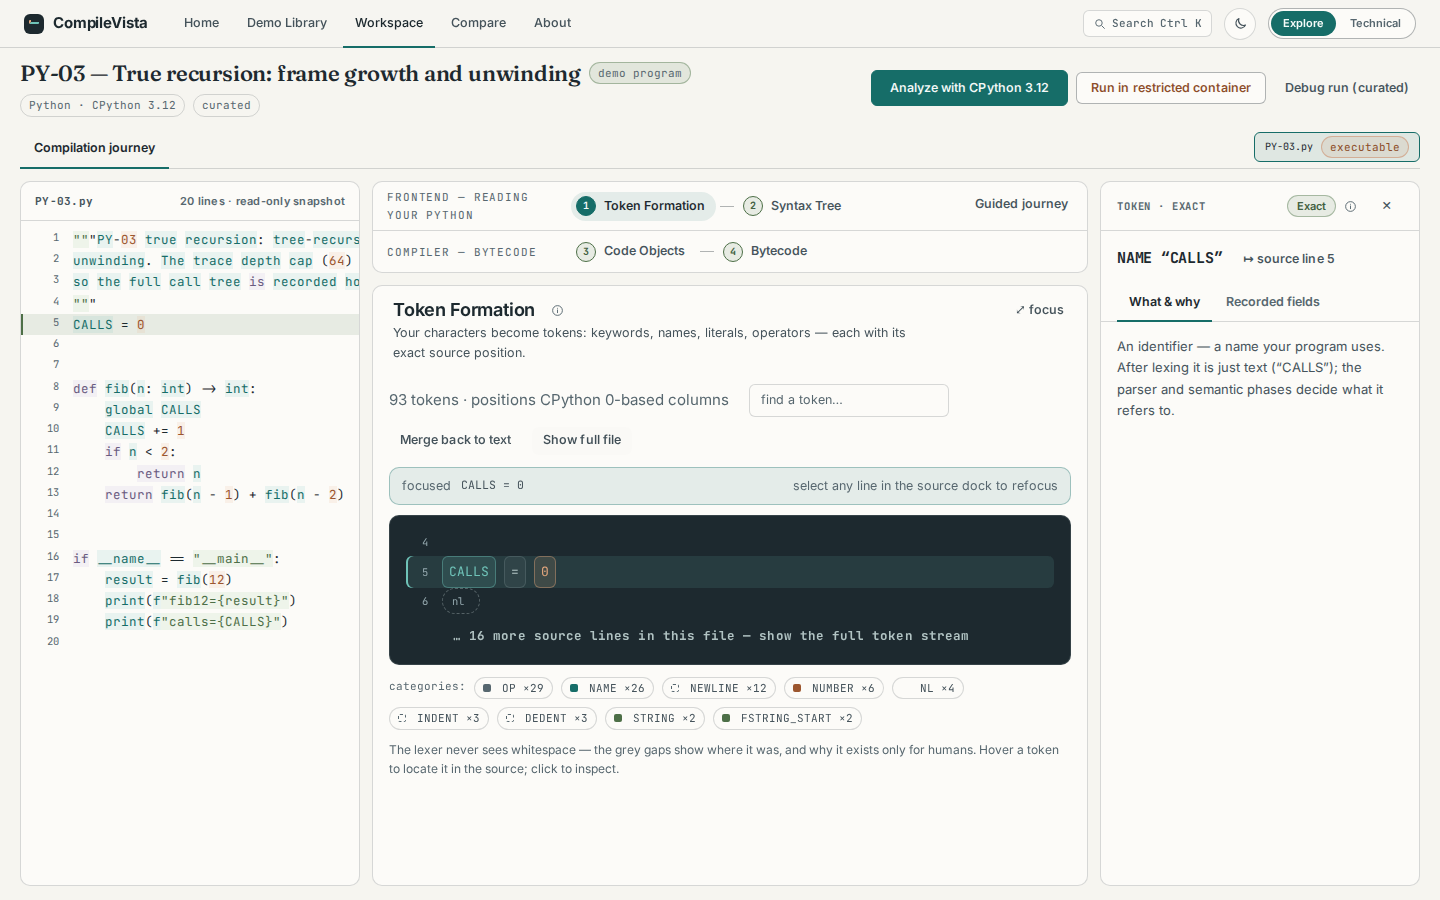 CompileVista Home Demo Library Workspace Compare About Search Ctrl K Explore Technical
PY-03 — True recursion: frame growth and unwinding demo program
Python · CPython 3.12 curated
Analyze with CPython 3.12 Run in restricted container Debug run (curated)
Compilation journey PY-03.py executable
PY-03.py 20 lines · read-only snapshot
1 """PY-03 true recursion: tree-recurs
2 unwinding. The trace depth cap (64)
3 so the full call tree is recorded ho
4 """
5 CALLS = 0
6
7
8 def fib(n: int) -> int:
9 global CALLS
10 CALLS += 1
11 if n < 2:
12 return n
13 return fib(n - 1) + fib(n - 2)
14
15
16 if __name__ == "__main__":
17 result = fib(12)
18 print(f"fib12={result}")
19 print(f"calls={CALLS}")
20
FRONTEND — READING
YOUR PYTHON
1 Token Formation — 2 Syntax Tree Guided journey
COMPILER — BYTECODE 3 Code Objects — 4 Bytecode
Token Formation ⤢ focus
Your characters become tokens: keywords, names, literals, operators — each with its
exact source position.
93 tokens · positions CPython 0-based columns find a token…
Merge back to text Show full file
focused CALLS = 0 select any line in the source dock to refocus
4
5 CALLS = 0
6 nl
… 16 more source lines in this file — show the full token stream
categories: OP ×29 NAME ×26 NEWLINE ×12 NUMBER ×6 NL ×4
INDENT ×3 DEDENT ×3 STRING ×2 FSTRING_START ×2
The lexer never sees whitespace — the grey gaps show where it was, and why it exists only for humans. Hover a token
to locate it in the source; click to inspect.
TOKEN · EXACT Exact ✕
NAME “CALLS” ↦ source line 5
What & why Recorded fields
An identifier — a name your program uses.
After lexing it is just text (“CALLS”); the
parser and semantic phases decide what it
refers to.